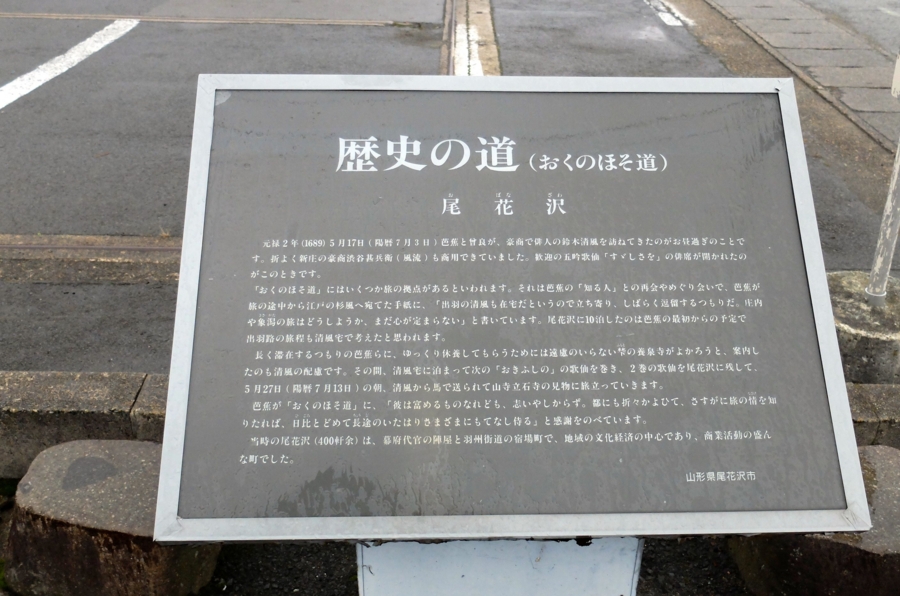 歴史の道(おくのほそ道)
尾花沢
おばなざわ
元禄2年(1689)5月17日(陽暦7月3日)芭蕉と曽良が、豪商で俳人の鈴木清風を訪ねてきたのがお昼過ぎのことで
す。折よく新庄の豪商渋谷甚兵衛(風流)も商用できていました。歓迎の五吟歌仙「すゞしさを」の俳席が開かれたの
がこのときです。
「おくのほそ道」にはいくつか旅の拠点があるといわれます。それは芭蕉の「知る人」との再会やめぐり会いで、芭蕉が
旅の途中から江戸の杉風へ宛てた手紙に、「出羽の清風も在宅だというので立ち寄り、しばらく逗留するつもりだ。庄内
や象潟の旅はどうしようか、まだ心が定まらない」と書いています。尾花沢に10泊したのは芭蕉の最初からの予定で
出羽路の旅程も清風宅で考えたと思われます。
長く滞在するつもりの芭蕉らに、ゆっくり休養してもらうためには遠慮のいらない の養泉寺がよかろうと、案内し
たのも清風の配慮です。その間、清風宅に泊まって次の「おきふしの」の歌仙を巻き、2巻の歌仙を尾花沢に残して、
5月27日(陽暦7月13日)の朝、清風から馬で送られて山寺立石寺の見物に旅立っていきます。
芭蕉が「おくのほそ道」に、「彼は富めるものなれども、志いやしからず。都にも折々かよひて、さすがに旅の情を知
りたれば、日比とどめて長途のいたはりさまざまにもてなし侍る」と感謝をのべています。
当時の尾花沢(400軒余)は、幕府代官の陣屋と羽州街道の宿場町で、地域の文化経済の中心であり、商業活動の盛ん
な町でした。
山形県尾花沢市